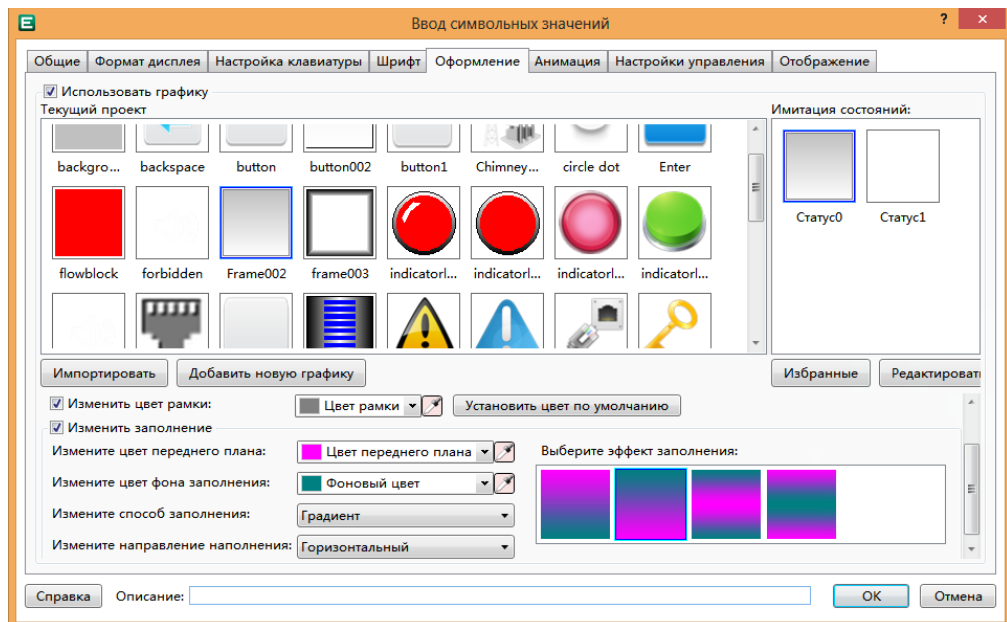 E
Ввод символьных значений
?
Общие Формат дисплея Настройка клавиатуры Шрифт Оформление Анимация Настройки управления Отображение
Использовать графику
Текущий проект
Имитация состояний:
backgro... backspace button button002 button1 Chimney... circle dot Enter
Статус0 Статус1
flowblock forbidden Frame002 frame003 indicatorl... indicatorl... indicatorl... indicatorl...
Импортировать Добавить новую графику
Избранные Редактироват
Изменить цвет рамки: Цвет рамки Установить цвет по умолчанию
Изменить заполнение
Измените цвет переднего плана: Цвет переднего плана Выберите эффект заполнения:
Измените цвет фона заполнения: Фоновый цвет
Измените способ заполнения: Градиент
Измените направление наполнения: Горизонтальный
Справка Описание: OK Отмена